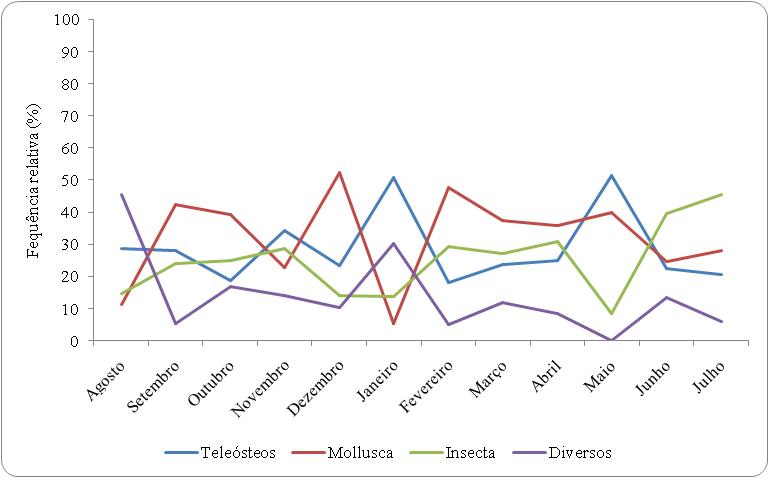 Fequência relativa (%)
100
90
80
70
60
50
40
30
20
10
0
Agosto
Setembro
Outubro
Novembro
Dezembro
Janeiro
Fevereiro
Março
Abril
Maio
Junho
Julho
Teleósteos Mollusca Insecta Diversos